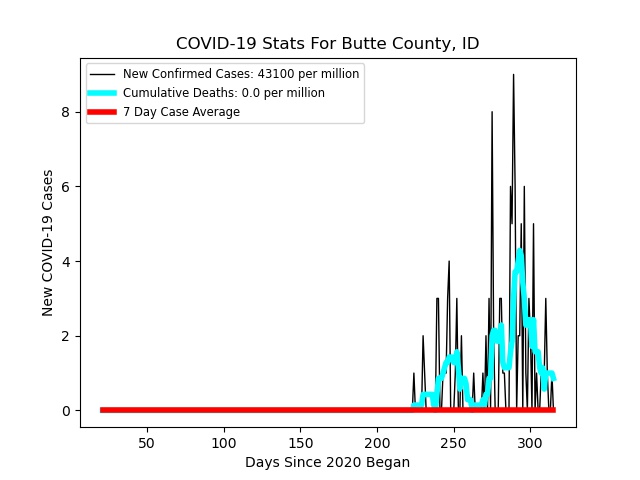 COVID-19 Stats For Butte County, ID
New Confirmed Cases: 43100 per million
Cumulative Deaths: 0.0 per million
7 Day Case Average
New COVID-19 Cases
8
6
4
2
0
50 100 150 200 250 300
Days Since 2020 Began